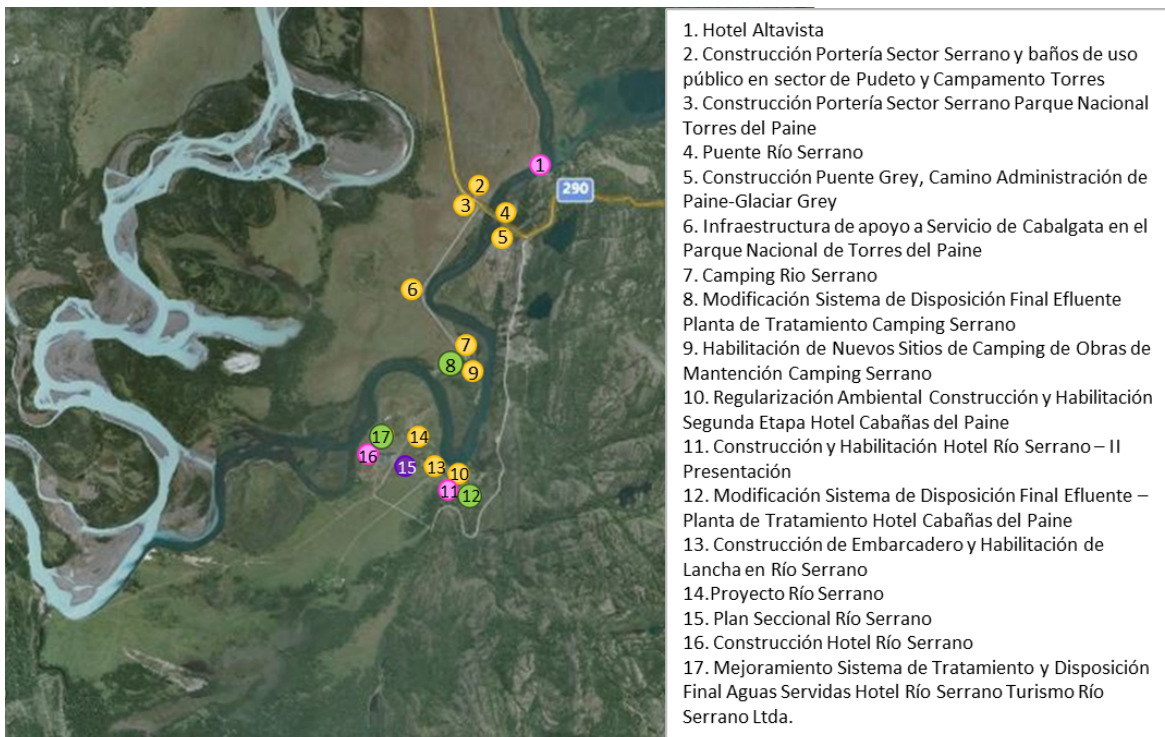 1
290
2
3
4
5
6
7
8
9
17
14
16
15
13
10
11
12
1. Hotel Altavista
2. Construcción Portería Sector Serrano y baños de uso
público en sector de Pudeto y Campamento Torres
3. Construcción Portería Sector Serrano Parque Nacional
Torres del Paine
4. Puente Río Serrano
5. Construcción Puente Grey, Camino Administración de
Paine-Glaciar Grey
6. Infraestructura de apoyo a Servicio de Cabalgata en el
Parque Nacional de Torres del Paine
7. Camping Rio Serrano
8. Modificación Sistema de Disposición Final Efluente
Planta de Tratamiento Camping Serrano
9. Habilitación de Nuevos Sitios de Camping de Obras de
Mantención Camping Serrano
10. Regularización Ambiental Construcción y Habilitación
Segunda Etapa Hotel Cabañas del Paine
11. Construcción y Habilitación Hotel Río Serrano – II
Presentación
12. Modificación Sistema de Disposición Final Efluente –
Planta de Tratamiento Hotel Cabañas del Paine
13. Construcción de Embarcadero y Habilitación de
Lancha en Río Serrano
14.Proyecto Río Serrano
15. Plan Seccional Río Serrano
16. Construcción Hotel Río Serrano
17. Mejoramiento Sistema de Tratamiento y Disposición
Final Aguas Servidas Hotel Río Serrano Turismo Río
Serrano Ltda.